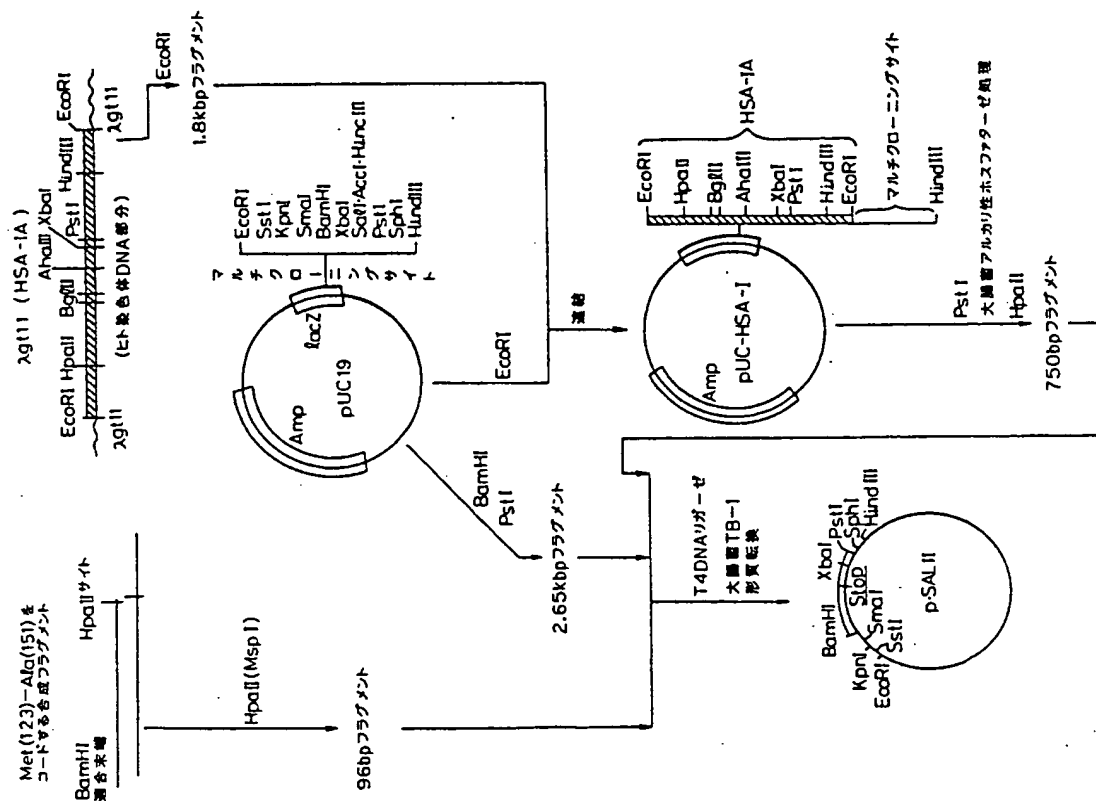 λgt11 (HSA-IA)
EcoRI
HpaII
BglII
AhaIII
XbaI
PstI
HindIII
EcoRI
λgt11
(ヒト染色体DNA部分)
λgt11
EcoRI
1.8kbpフラグメント
Met(123)-Ala(151)を
コードする合成フラグメント
BamHI
適合末端
HpaIIサイト
HpaII(MspI)
96bpフラグメント
Amp
pUC19
lacZ
マルチクローニングサイト
EcoRI
SstI
KpnI
SmaI
BamHI
XbaI
SalI・AccI・HincII
PstI
SphI
HindIII
BamHI
PstI
2.65kbpフラグメント
EcoRI
連結
Amp
pUC-HSA-I
EcoRI
HpaII
BglII
AhaIII
XbaI
PstI
HindIII
EcoRI
HSA-IA
マルチクローニングサイト
HindIII
PstI
大腸菌アルカリ性ホスファターゼ処理
HpaII
750bpフラグメント
T4DNAリガーゼ
大腸菌TB-1
形質転換
p-SALII
EcoRI
SstI
KpnI
SmaI
BamHI
Stop
XbaI
PstI
SphI
HindIII